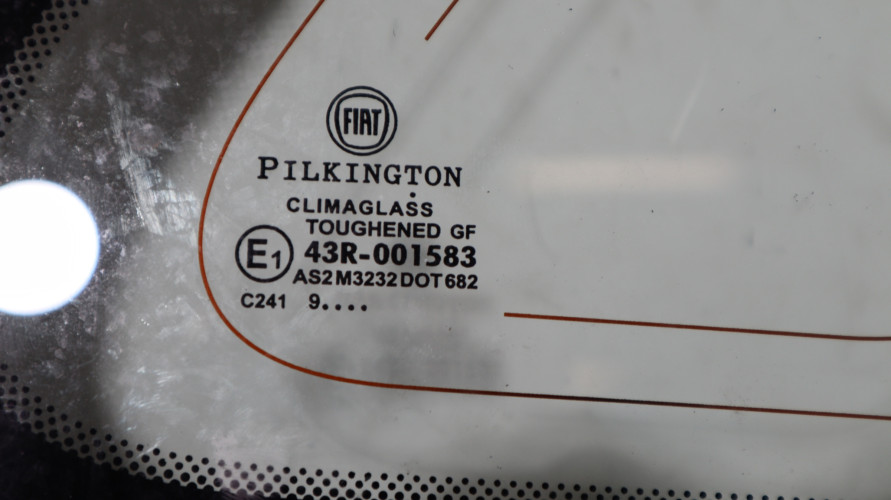 FIAT
PILKINGTON
CLIMAGLASS
TOUGHENED GF
E1 43R-001583
AS2 M3232 DOT 682
C241 9....